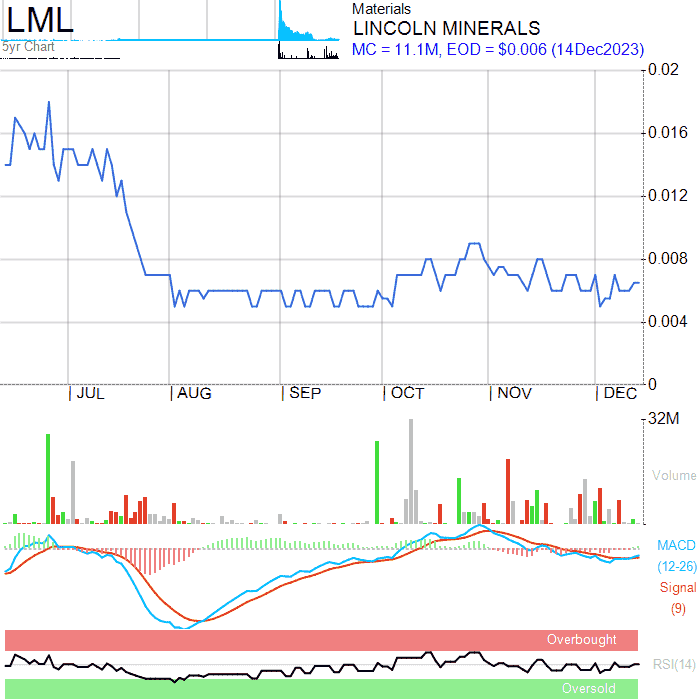 LML
5yr Chart
Materials
LINCOLN MINERALS
MC = 11.1M, EOD = $0.006 (14Dec2023)
0.02
0.016
0.012
0.008
0.004
0
JUL AUG SEP OCT NOV DEC
32M
Volume
MACD
(12-26)
Signal
(9)
Overbought
RSI(14)
Oversold